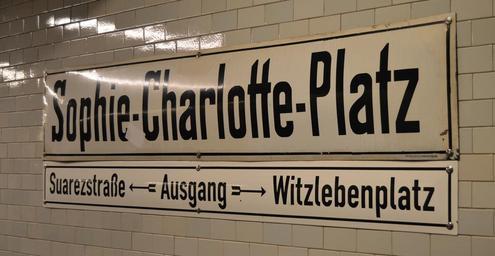 Sophie-Charlotte-Platz
Suarezstraße ⟸ Ausgang ⟹ Witzlebenplatz